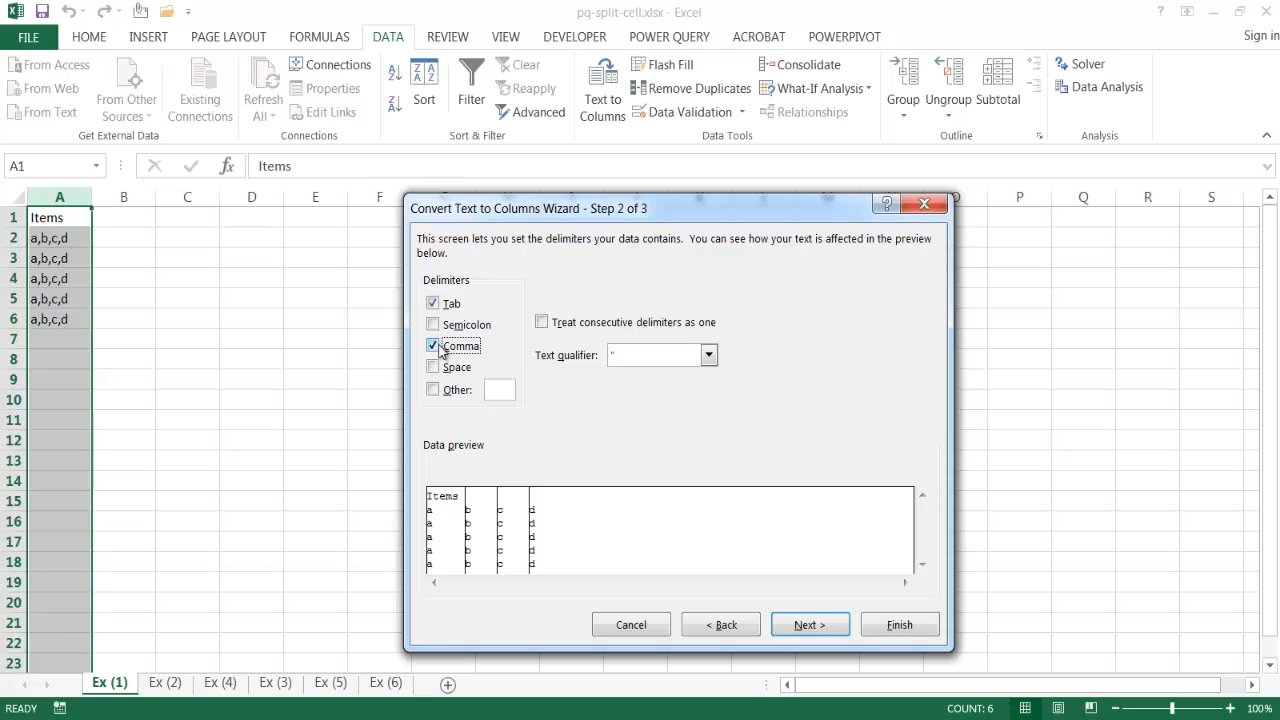 pq-split-cell.xlsx - Excel
FILE HOME INSERT PAGE LAYOUT FORMULAS DATA REVIEW VIEW DEVELOPER POWER QUERY ACROBAT POWERPIVOT Sign in
From Access
From Web
From Text
From Other Sources
Existing Connections
Get External Data
Refresh All
Connections
Properties
Edit Links
Connections
Sort
Filter
Clear
Reapply
Advanced
Sort & Filter
Text to Columns
Flash Fill
Remove Duplicates
Data Validation
Consolidate
What-If Analysis
Relationships
Data Tools
Group
Ungroup
Subtotal
Outline
Solver
Data Analysis
Analysis
A1 fx Items
A B C D E F P Q R S
1 Items
2 a,b,c,d
3 a,b,c,d
4 a,b,c,d
5 a,b,c,d
6 a,b,c,d
7
8
9
10
11
12
13
14
15
16
17
18
19
20
21
22
23
Convert Text to Columns Wizard - Step 2 of 3
This screen lets you set the delimiters your data contains. You can see how your text is affected in the preview
below.
Delimiters
Tab
Semicolon
Comma
Space
Other:
Treat consecutive delimiters as one
Text qualifier: "
Data preview
Items
a b c d
a b c d
a b c d
a b c d
a b c d
Cancel < Back Next > Finish
Ex (1) Ex (2) Ex (4) Ex (3) Ex (5) Ex (6)
READY COUNT: 6 100%